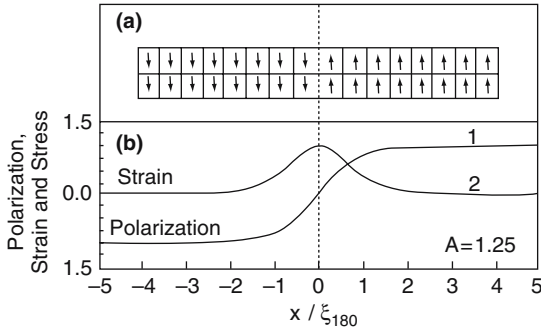 (a)
1.5
(b)
1
Strain
0.0
2
Polarization
A=1.25
1.5
Polarization,
Strain and Stress
−5 −4 −3 −2 −1 0 1 2 3 4 5
x / ξ180